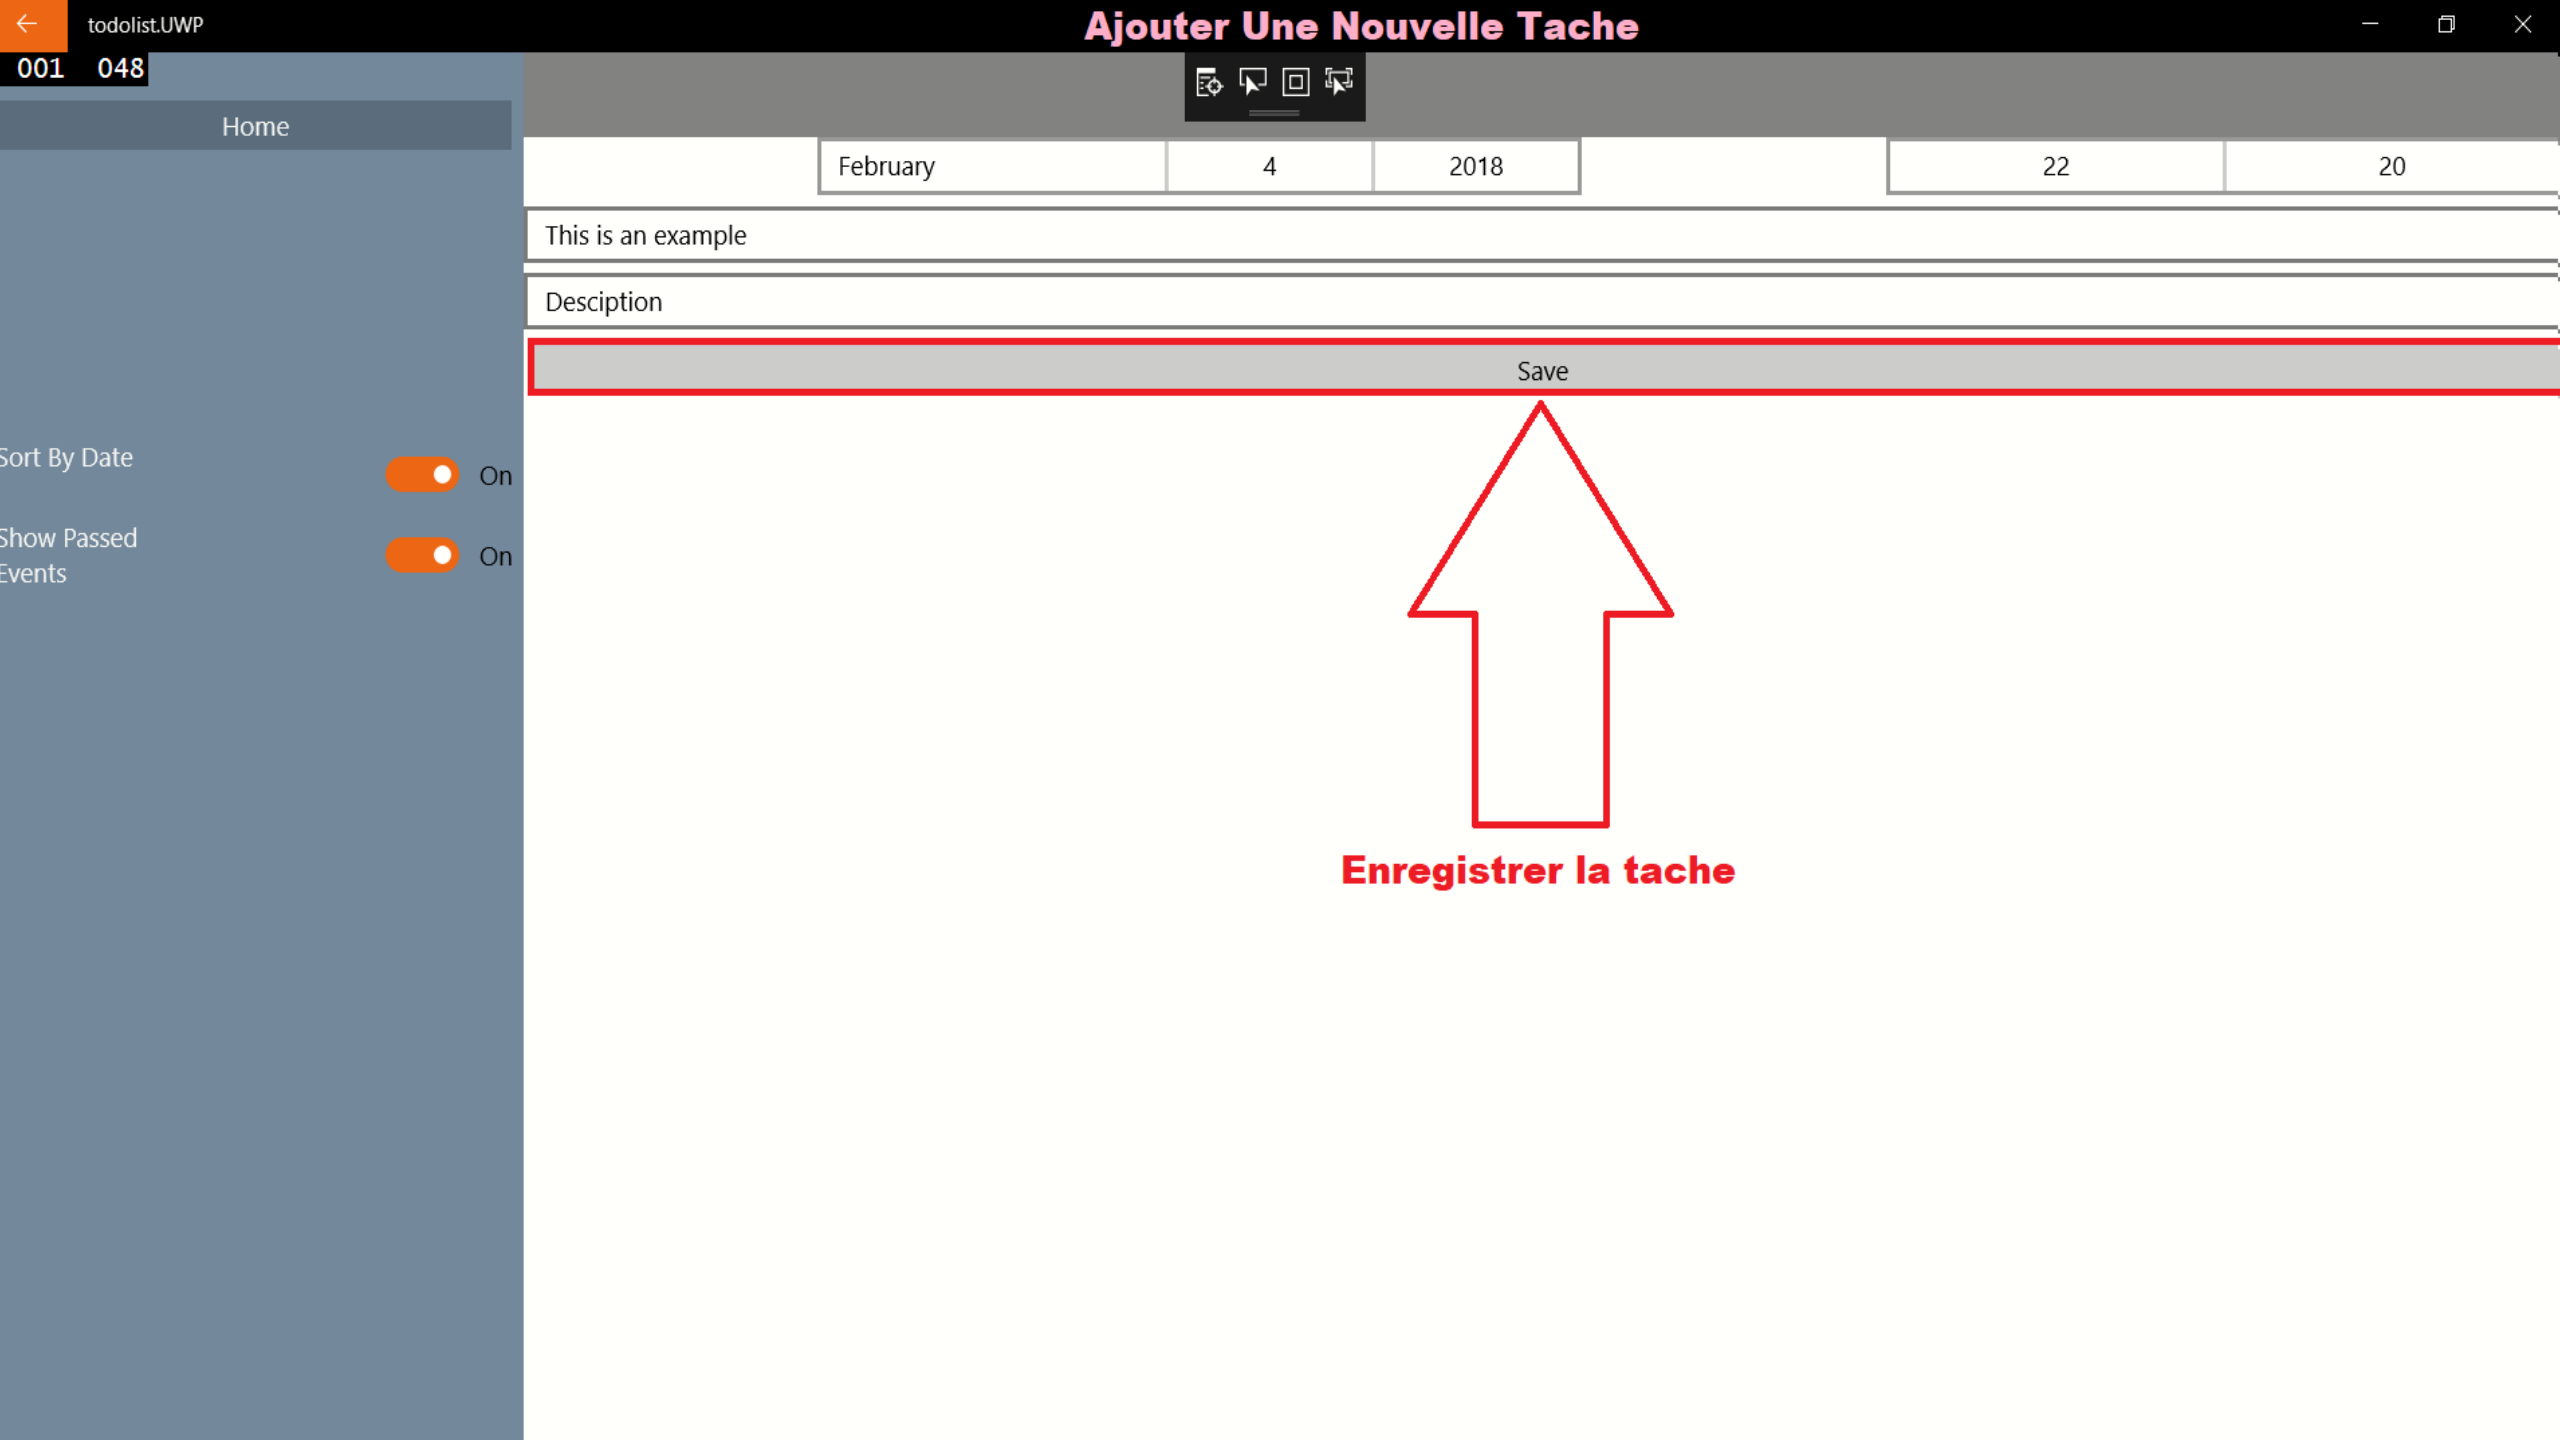 todolist.UWP
Ajouter Une Nouvelle Tache
001 048
Home
February 4 2018 22 20
This is an example
Desciption
Save
Sort By Date On
Show Passed On
Events
Enregistrer la tache